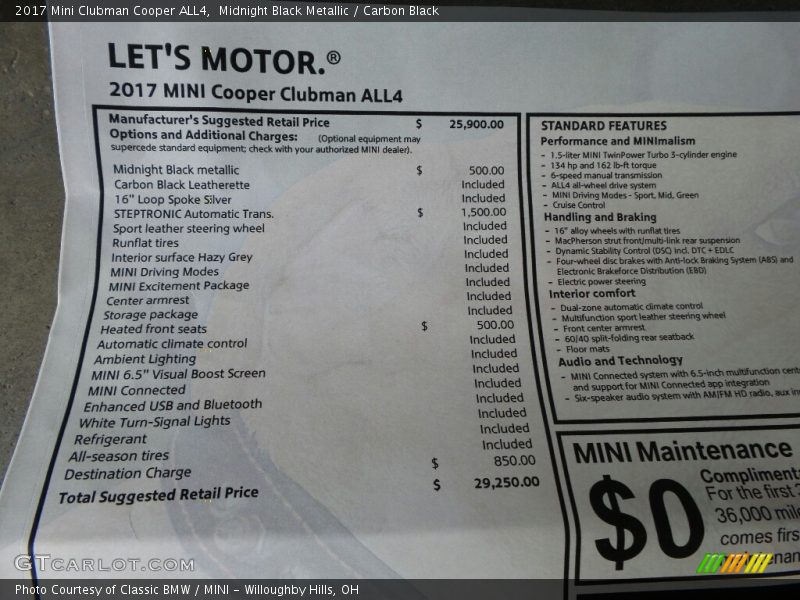 2017 Mini Clubman Cooper ALL4,  Midnight Black Metallic / Carbon Black
LET'S MOTOR.®
2017 MINI Cooper Clubman ALL4
Manufacturer's Suggested Retail Price $ 25,900.00
Options and Additional Charges: (Optional equipment may
supercede standard equipment; check with your authorized MINI dealer).
Midnight Black metallic $ 500.00
Carbon Black Leatherette Included
16" Loop Spoke Silver Included
STEPTRONIC Automatic Trans. $ 1,500.00
Sport leather steering wheel Included
Runflat tires Included
Interior surface Hazy Grey Included
MINI Driving Modes Included
MINI Excitement Package Included
Center armrest Included
Storage package Included
Heated front seats $ 500.00
Automatic climate control Included
Ambient Lighting Included
MINI 6.5" Visual Boost Screen Included
MINI Connected Included
Enhanced USB and Bluetooth Included
White Turn-Signal Lights Included
Refrigerant Included
All-season tires Included
Destination Charge $ 850.00
Total Suggested Retail Price $ 29,250.00
STANDARD FEATURES
Performance and MINImalism
- 1.5-liter MINI TwinPower Turbo 3-cylinder engine
- 134 hp and 162 lb-ft torque
- 6-speed manual transmission
- ALL4 all-wheel drive system
- MINI Driving Modes - Sport, Mid, Green
- Cruise Control
Handling and Braking
- 16" alloy wheels with runflat tires
- MacPherson strut front/multi-link rear suspension
- Dynamic Stability Control (DSC) incl. DTC + EDLC
- Four-wheel disc brakes with Anti-lock Braking System (ABS) and
Electronic Brakeforce Distribution (EBD)
- Electric power steering
Interior comfort
- Dual-zone automatic climate control
- Multifunction sport leather steering wheel
- Front center armrest
- 60/40 split-folding rear seatback
- Floor mats
Audio and Technology
- MINI Connected system with 6.5-inch multifunction cent
and support for MINI Connected app integration
- Six-speaker audio system with AM/FM HD radio, aux in
MINI Maintenance
$0
Compliment
For the first 3
36,000 mile
comes firs
enan
GTCARLOT.COM
Photo Courtesy of Classic BMW / MINI - Willoughby Hills, OH